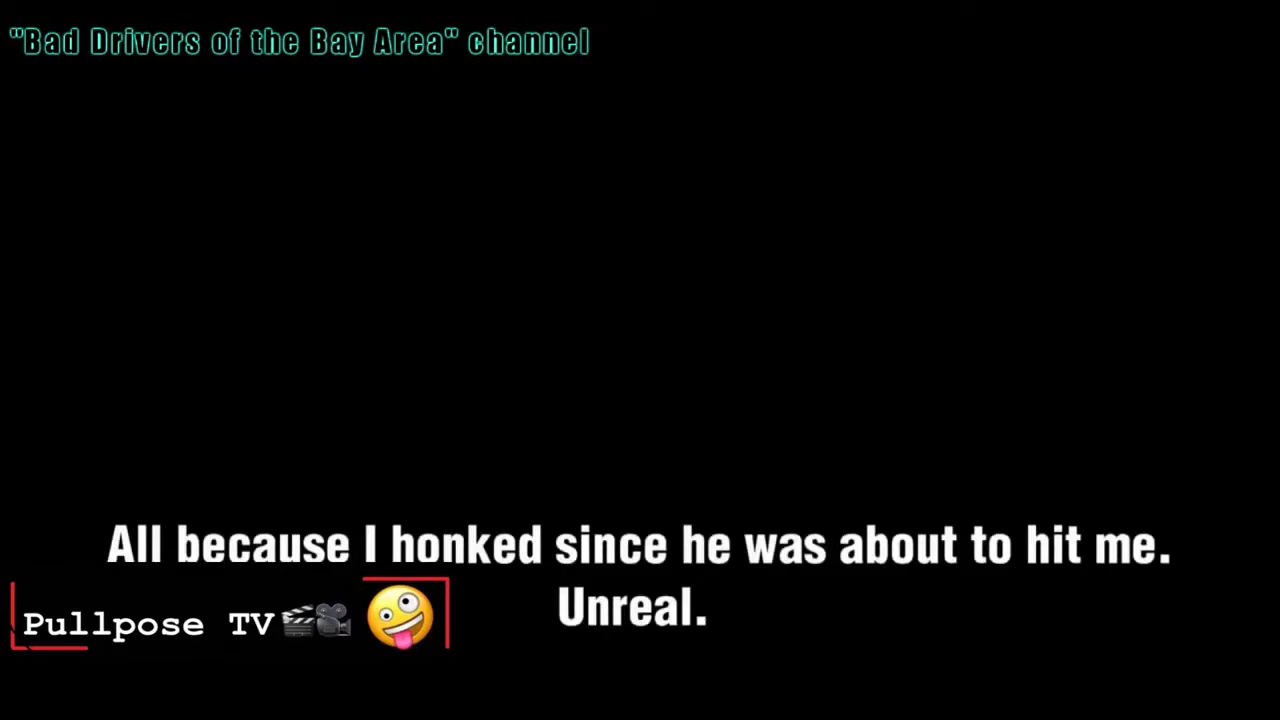 "Bad Drivers of the Bay Area" channel
All because I honked since he was about to hit me.
Unreal.
Pullpose TV